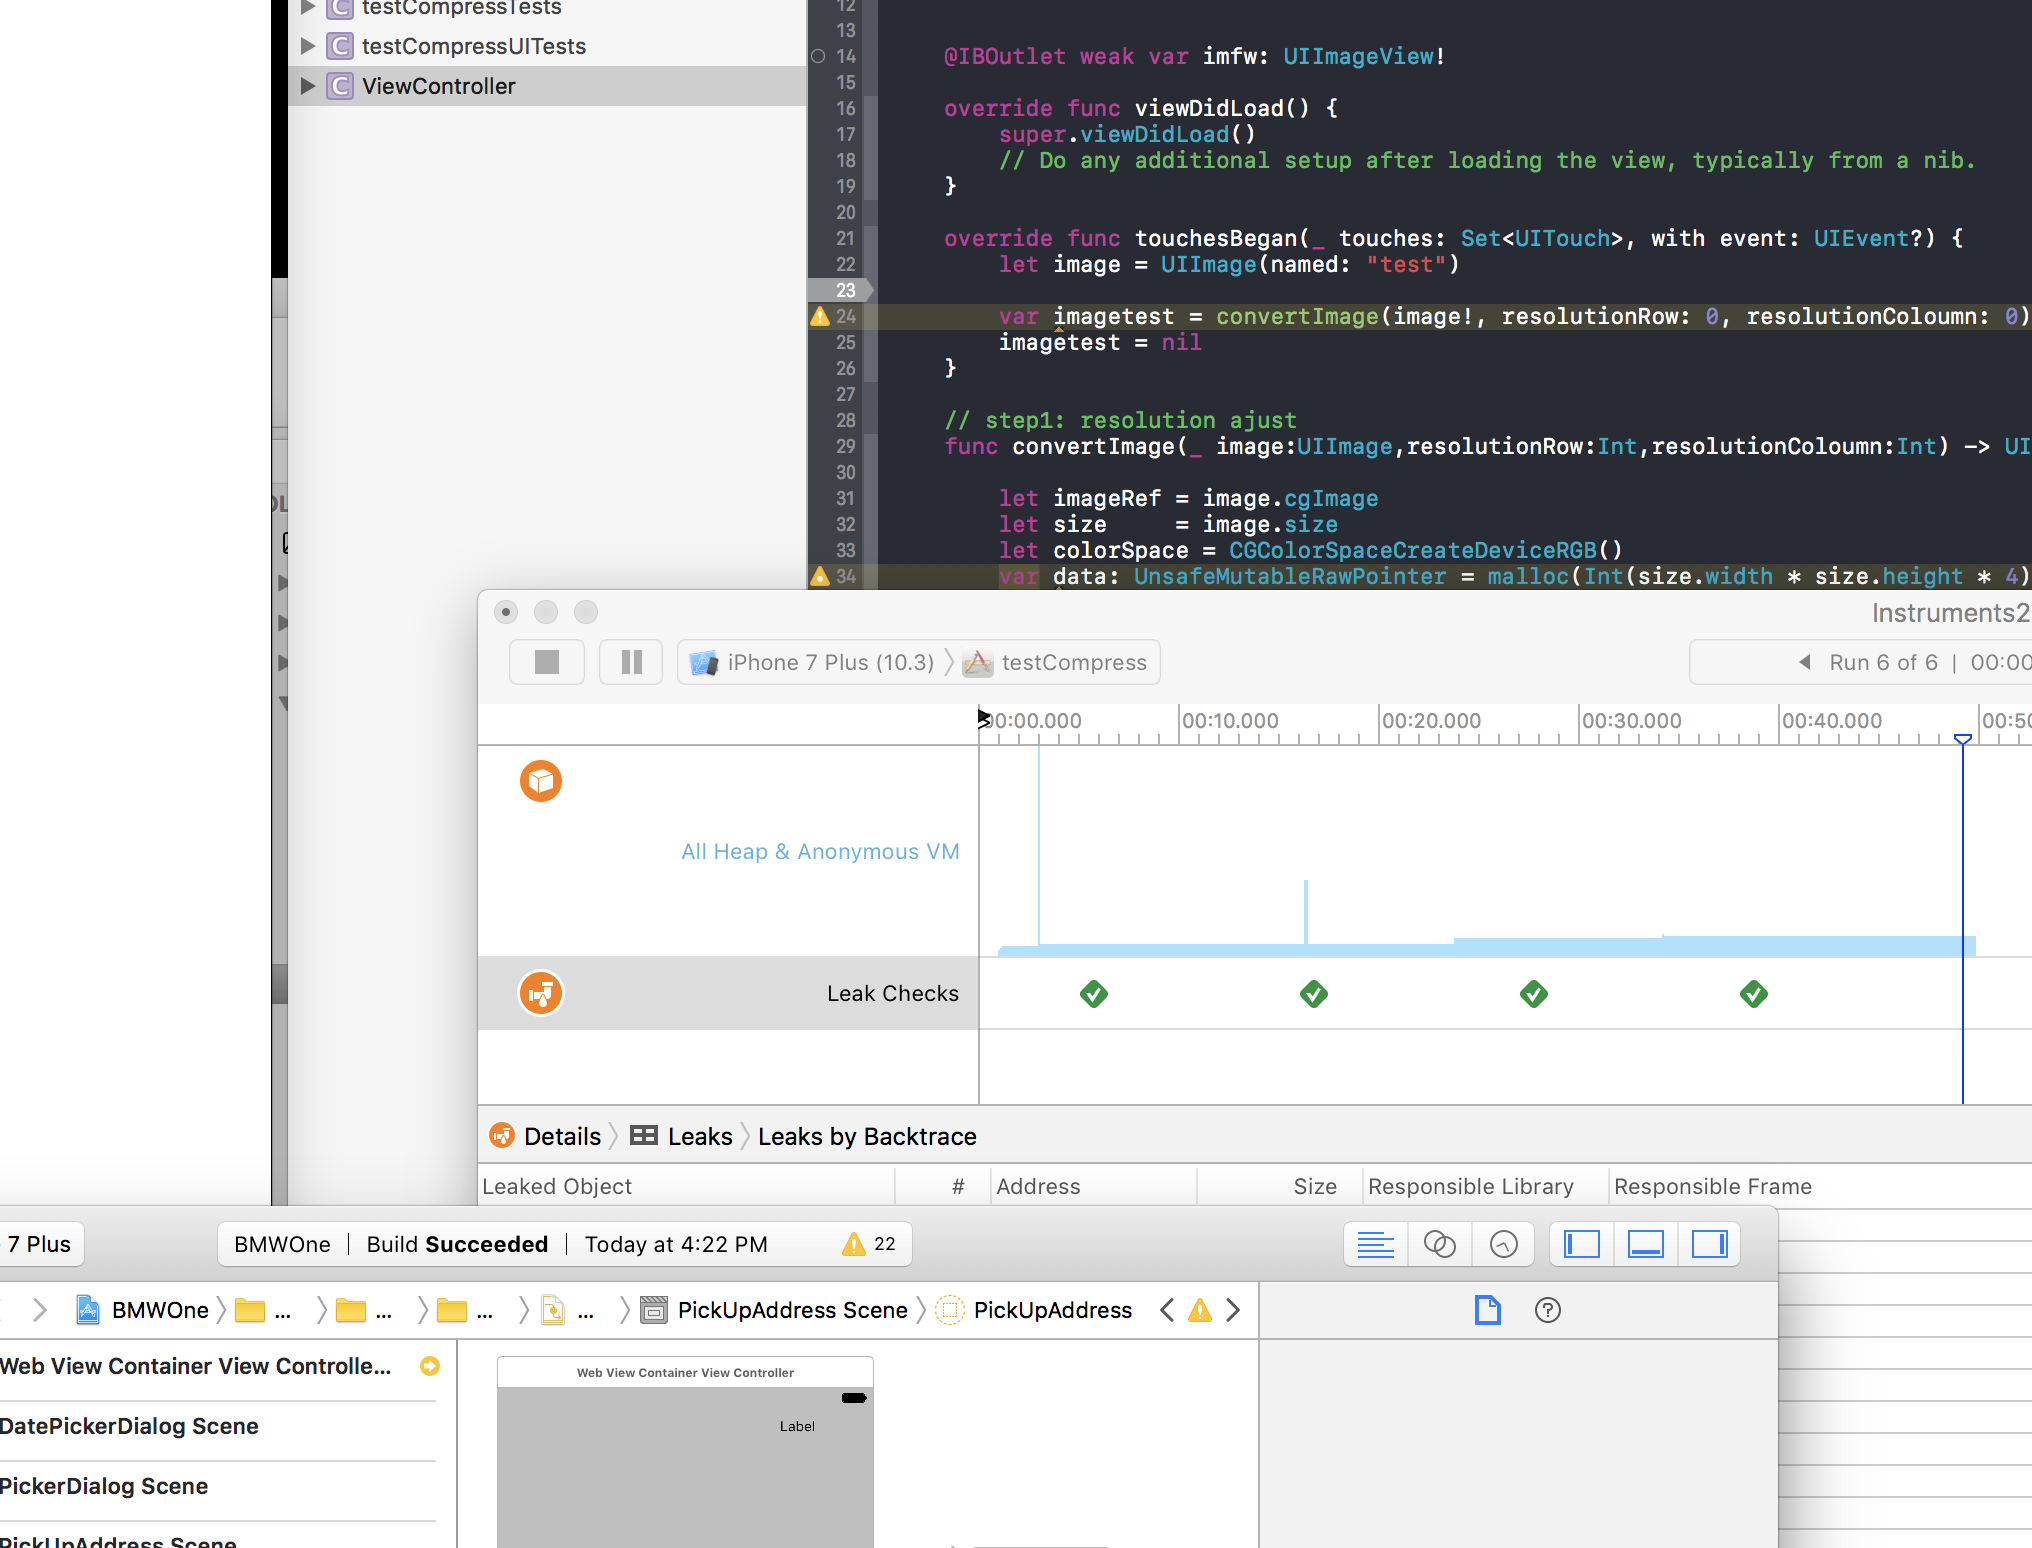 testCompressTests
testCompressUITests
ViewController
12
13
14 @IBOutlet weak var imfw: UIImageView!
15
16 override func viewDidLoad() {
17 super.viewDidLoad()
18 // Do any additional setup after loading the view, typically from a nib.
19 }
20
21 override func touchesBegan(_ touches: Set<UITouch>, with event: UIEvent?) {
22 let image = UIImage(named: "test")
23
24 var imagetest = convertImage(image!, resolutionRow: 0, resolutionColoumn: 0)
25 imagetest = nil
26 }
27
28 // step1: resolution ajust
29 func convertImage(_ image:UIImage,resolutionRow:Int,resolutionColoumn:Int) -> UI
30
31 let imageRef = image.cgImage
32 let size = image.size
33 let colorSpace = CGColorSpaceCreateDeviceRGB()
34 var data: UnsafeMutableRawPointer = malloc(Int(size.width * size.height * 4)
Instruments2
iPhone 7 Plus (10.3) testCompress
Run 6 of 6 | 00:00
00:00.000 00:10.000 00:20.000 00:30.000 00:40.000 00:50
All Heap & Anonymous VM
Leak Checks
Details Leaks Leaks by Backtrace
Leaked Object # Address Size Responsible Library Responsible Frame
7 Plus
BMWOne | Build Succeeded | Today at 4:22 PM 22
BMWOne ... ... ... ... PickUpAddress Scene PickUpAddress
Web View Container View Controlle...
DatePickerDialog Scene
PickerDialog Scene
PickUpAddress Scene
Web View Container View Controller
Label